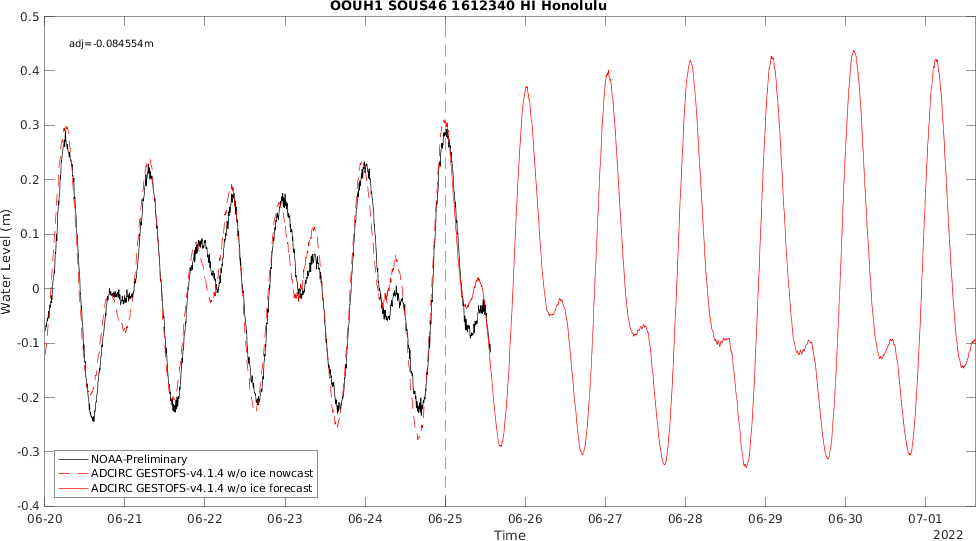 OOUH1 SOUS46 1612340 HI Honolulu
adj=-0.084554m
0.5
0.4
0.3
0.2
0.1
0
-0.1
-0.2
-0.3
-0.4
Water Level (m)
NOAA-Preliminary
ADCIRC GESTOFS-v4.1.4 w/o ice nowcast
ADCIRC GESTOFS-v4.1.4 w/o ice forecast
06-20 06-21 06-22 06-23 06-24 06-25 06-26 06-27 06-28 06-29 06-30 07-01
Time
2022